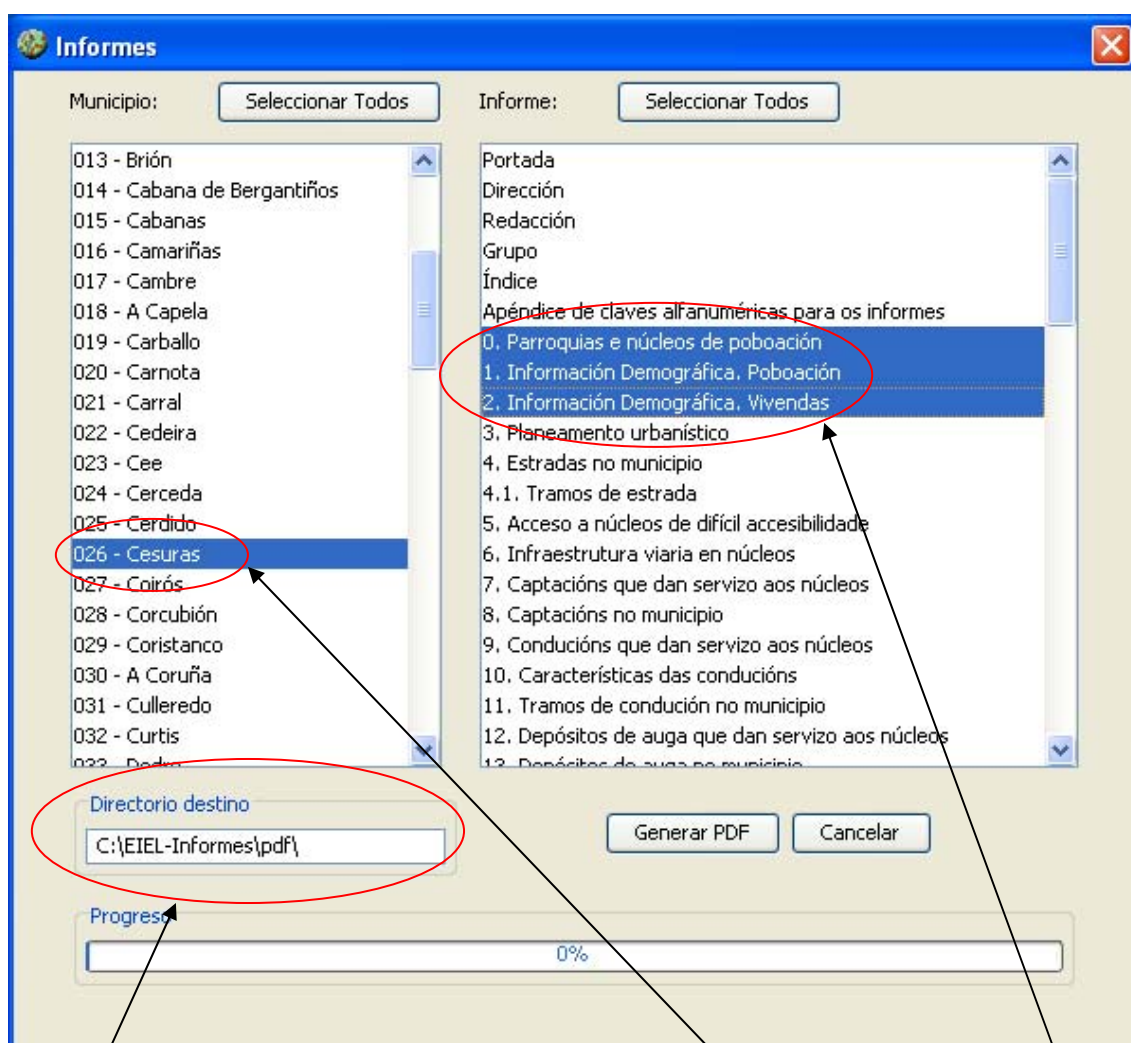 Informes
Municipio:
Seleccionar Todos
Informe:
Seleccionar Todos
013 - Brión
014 - Cabana de Bergantiños
015 - Cabanas
016 - Camariñas
017 - Cambre
018 - A Capela
019 - Carballo
020 - Carnota
021 - Carral
022 - Cedeira
023 - Cee
024 - Cerceda
025 - Cerdido
026 - Cesuras
027 - Coirós
028 - Corcubión
029 - Coristanco
030 - A Coruña
031 - Culleredo
032 - Curtis
Portada
Dirección
Redacción
Grupo
Índice
Apéndice de claves alfanuméricas para os informes
0. Parroquias e núcleos de poboación
1. Información Demográfica. Poboación
2. Información Demográfica. Vivendas
3. Planeamento urbanístico
4. Estradas no municipio
4.1. Tramos de estrada
5. Acceso a núcleos de difícil accesibilidade
6. Infraestrutura viaria en núcleos
7. Captacións que dan servizo aos núcleos
8. Captacións no municipio
9. Conducións que dan servizo aos núcleos
10. Características das conducións
11. Tramos de condución no municipio
12. Depósitos de auga que dan servizo aos núcleos
13. Depósitos de auga no municipio
Directorio destino
C:\EIEL-Informes\pdf\
Generar PDF
Cancelar
Progreso
0%